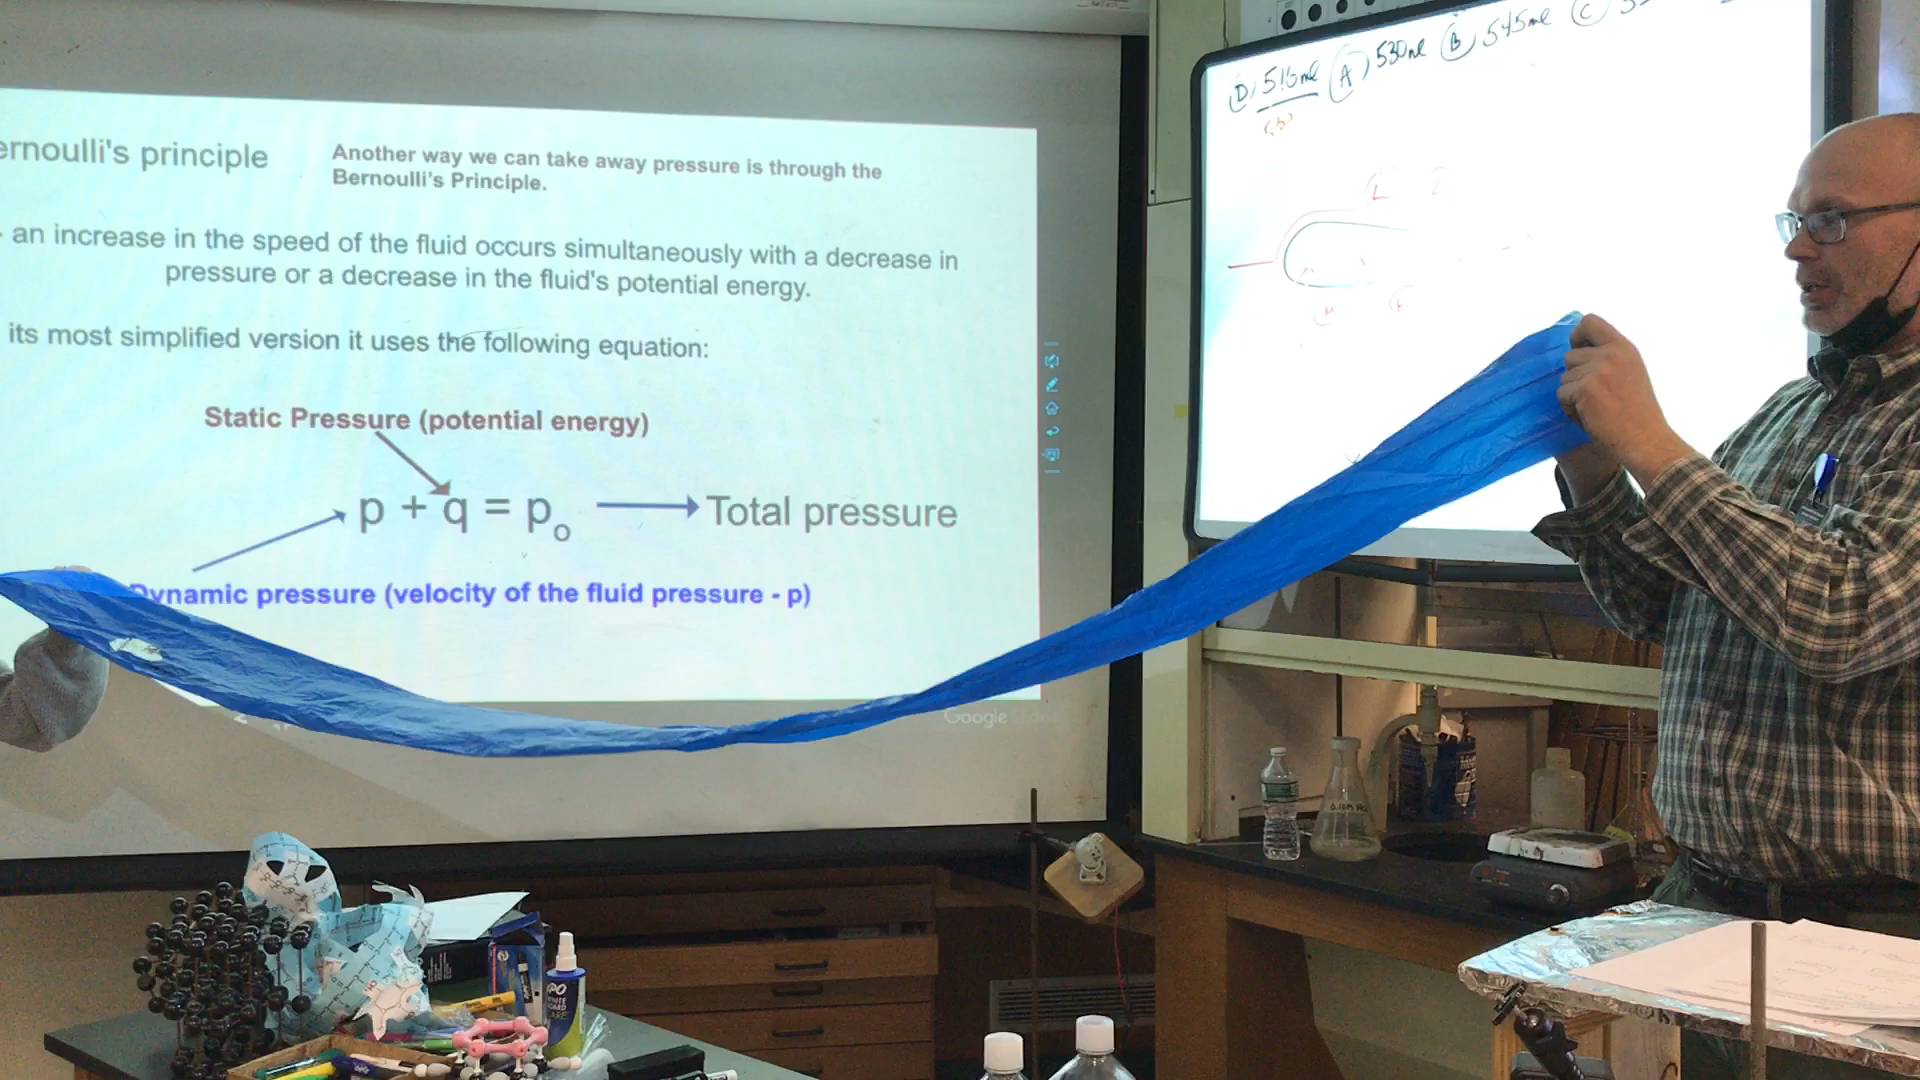 ernoulli's principle
Another way we can take away pressure is through the
Bernoulli's Principle.
- an increase in the speed of the fluid occurs simultaneously with a decrease in
pressure or a decrease in the fluid's potential energy.
its most simplified version it uses the following equation:
Static Pressure (potential energy)
p + q = po
Total pressure
Dynamic pressure (velocity of the fluid pressure - p)
Google Slides
D 516ml A 530ml B 545ml C
530
L